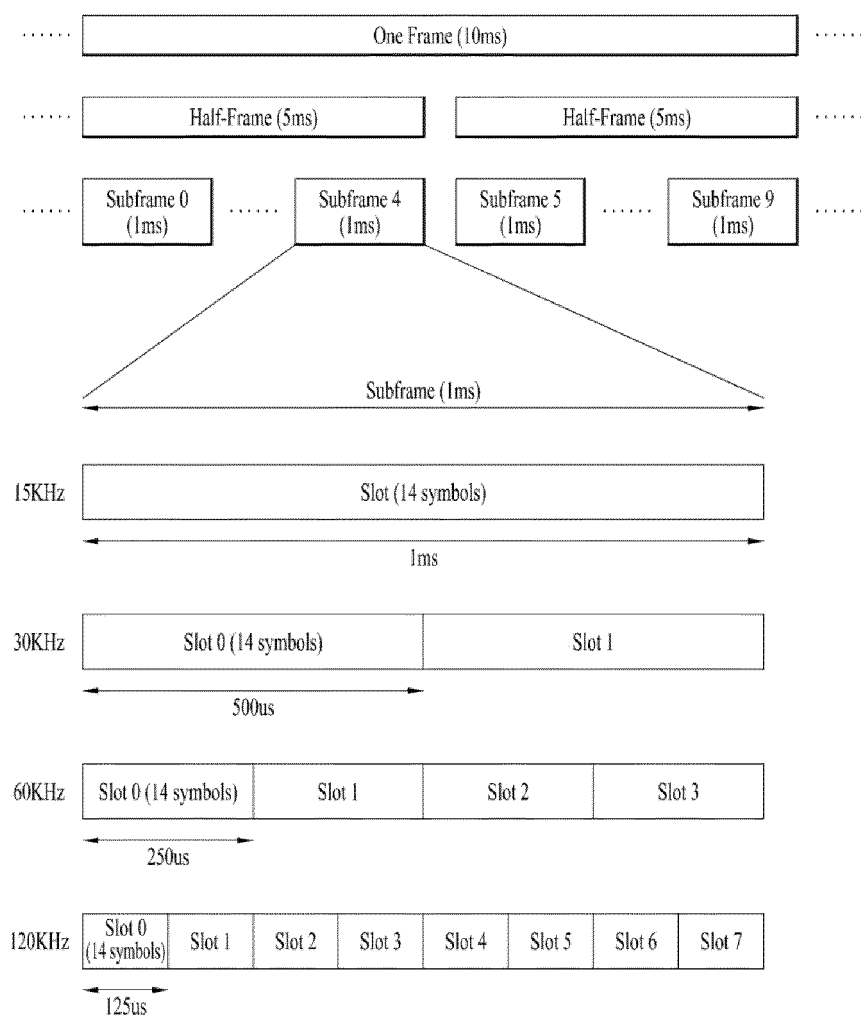 ...... One Frame (10ms) ......
...... Half-Frame (5ms) Half-Frame (5ms) ......
...... Subframe 0 ...... Subframe 4 Subframe 5 ...... Subframe 9 ......
(1ms) (1ms) (1ms) (1ms)
Subframe (1ms)
15KHz Slot (14 symbols)
1ms
30KHz Slot 0 (14 symbols) Slot 1
500us
60KHz Slot 0 (14 symbols) Slot 1 Slot 2 Slot 3
250us
120KHz Slot 0 (14 symbols) Slot 1 Slot 2 Slot 3 Slot 4 Slot 5 Slot 6 Slot 7
125us